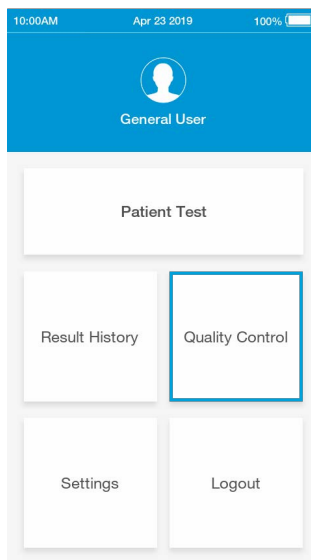 10:00AM Apr 23 2019 100%
General User
Patient Test
Result History Quality Control
Settings Logout